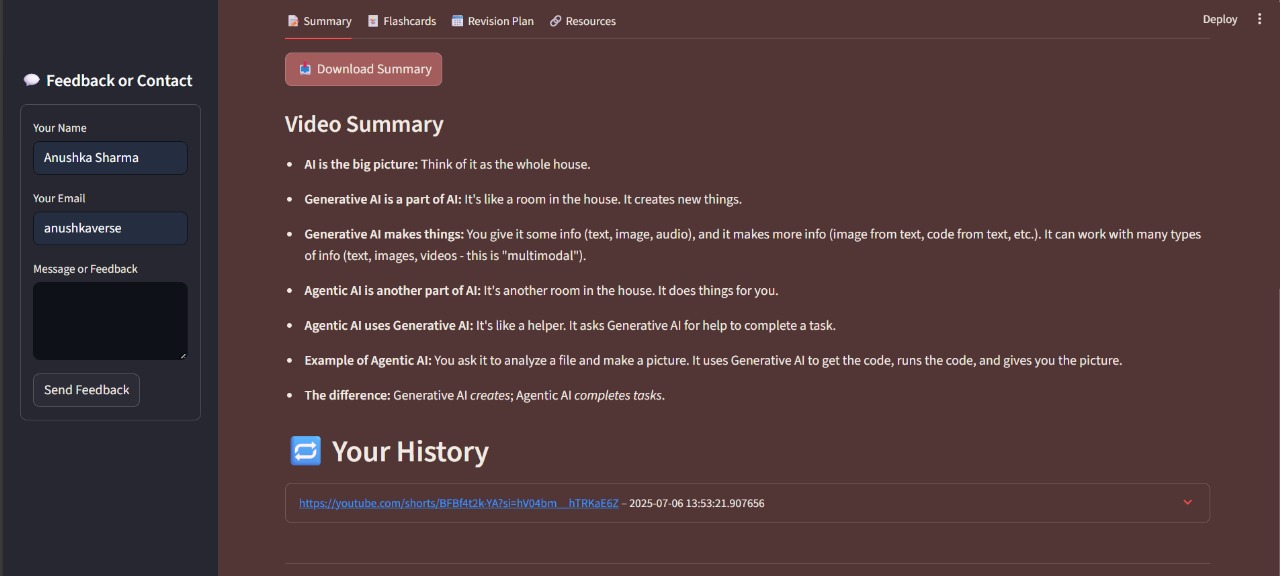 Summary
Flashcards
Revision Plan
Resources
Deploy
Feedback or Contact
Your Name
Anushka Sharma
Your Email
anushkaverse
Message or Feedback
Send Feedback
Download Summary
Video Summary
• AI is the big picture: Think of it as the whole house.
• Generative AI is a part of AI: It's like a room in the house. It creates new things.
• Generative AI makes things: You give it some info (text, image, audio), and it makes more info (image from text, code from text, etc.). It can work with many types
of info (text, images, videos - this is "multimodal").
• Agentic AI is another part of AI: It's another room in the house. It does things for you.
• Agentic AI uses Generative AI: It's like a helper. It asks Generative AI for help to complete a task.
• Example of Agentic AI: You ask it to analyze a file and make a picture. It uses Generative AI to get the code, runs the code, and gives you the picture.
• The difference: Generative AI creates; Agentic AI completes tasks.
Your History
https://youtube.com/shorts/BFBf4t2k-YA?si=hV04bm__hTRKaE6Z – 2025-07-06 13:53:21.907656